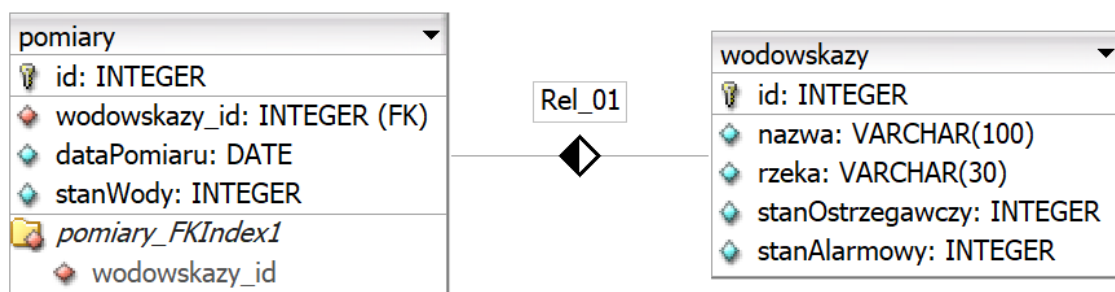 pomiary
id: INTEGER
wodowskazy_id: INTEGER (FK)
dataPomiaru: DATE
stanWody: INTEGER
pomiary_FKIndex1
wodowskazy_id
Rel_01
wodowskazy
id: INTEGER
nazwa: VARCHAR(100)
rzeka: VARCHAR(30)
stanOstrzegawczy: INTEGER
stanAlarmowy: INTEGER